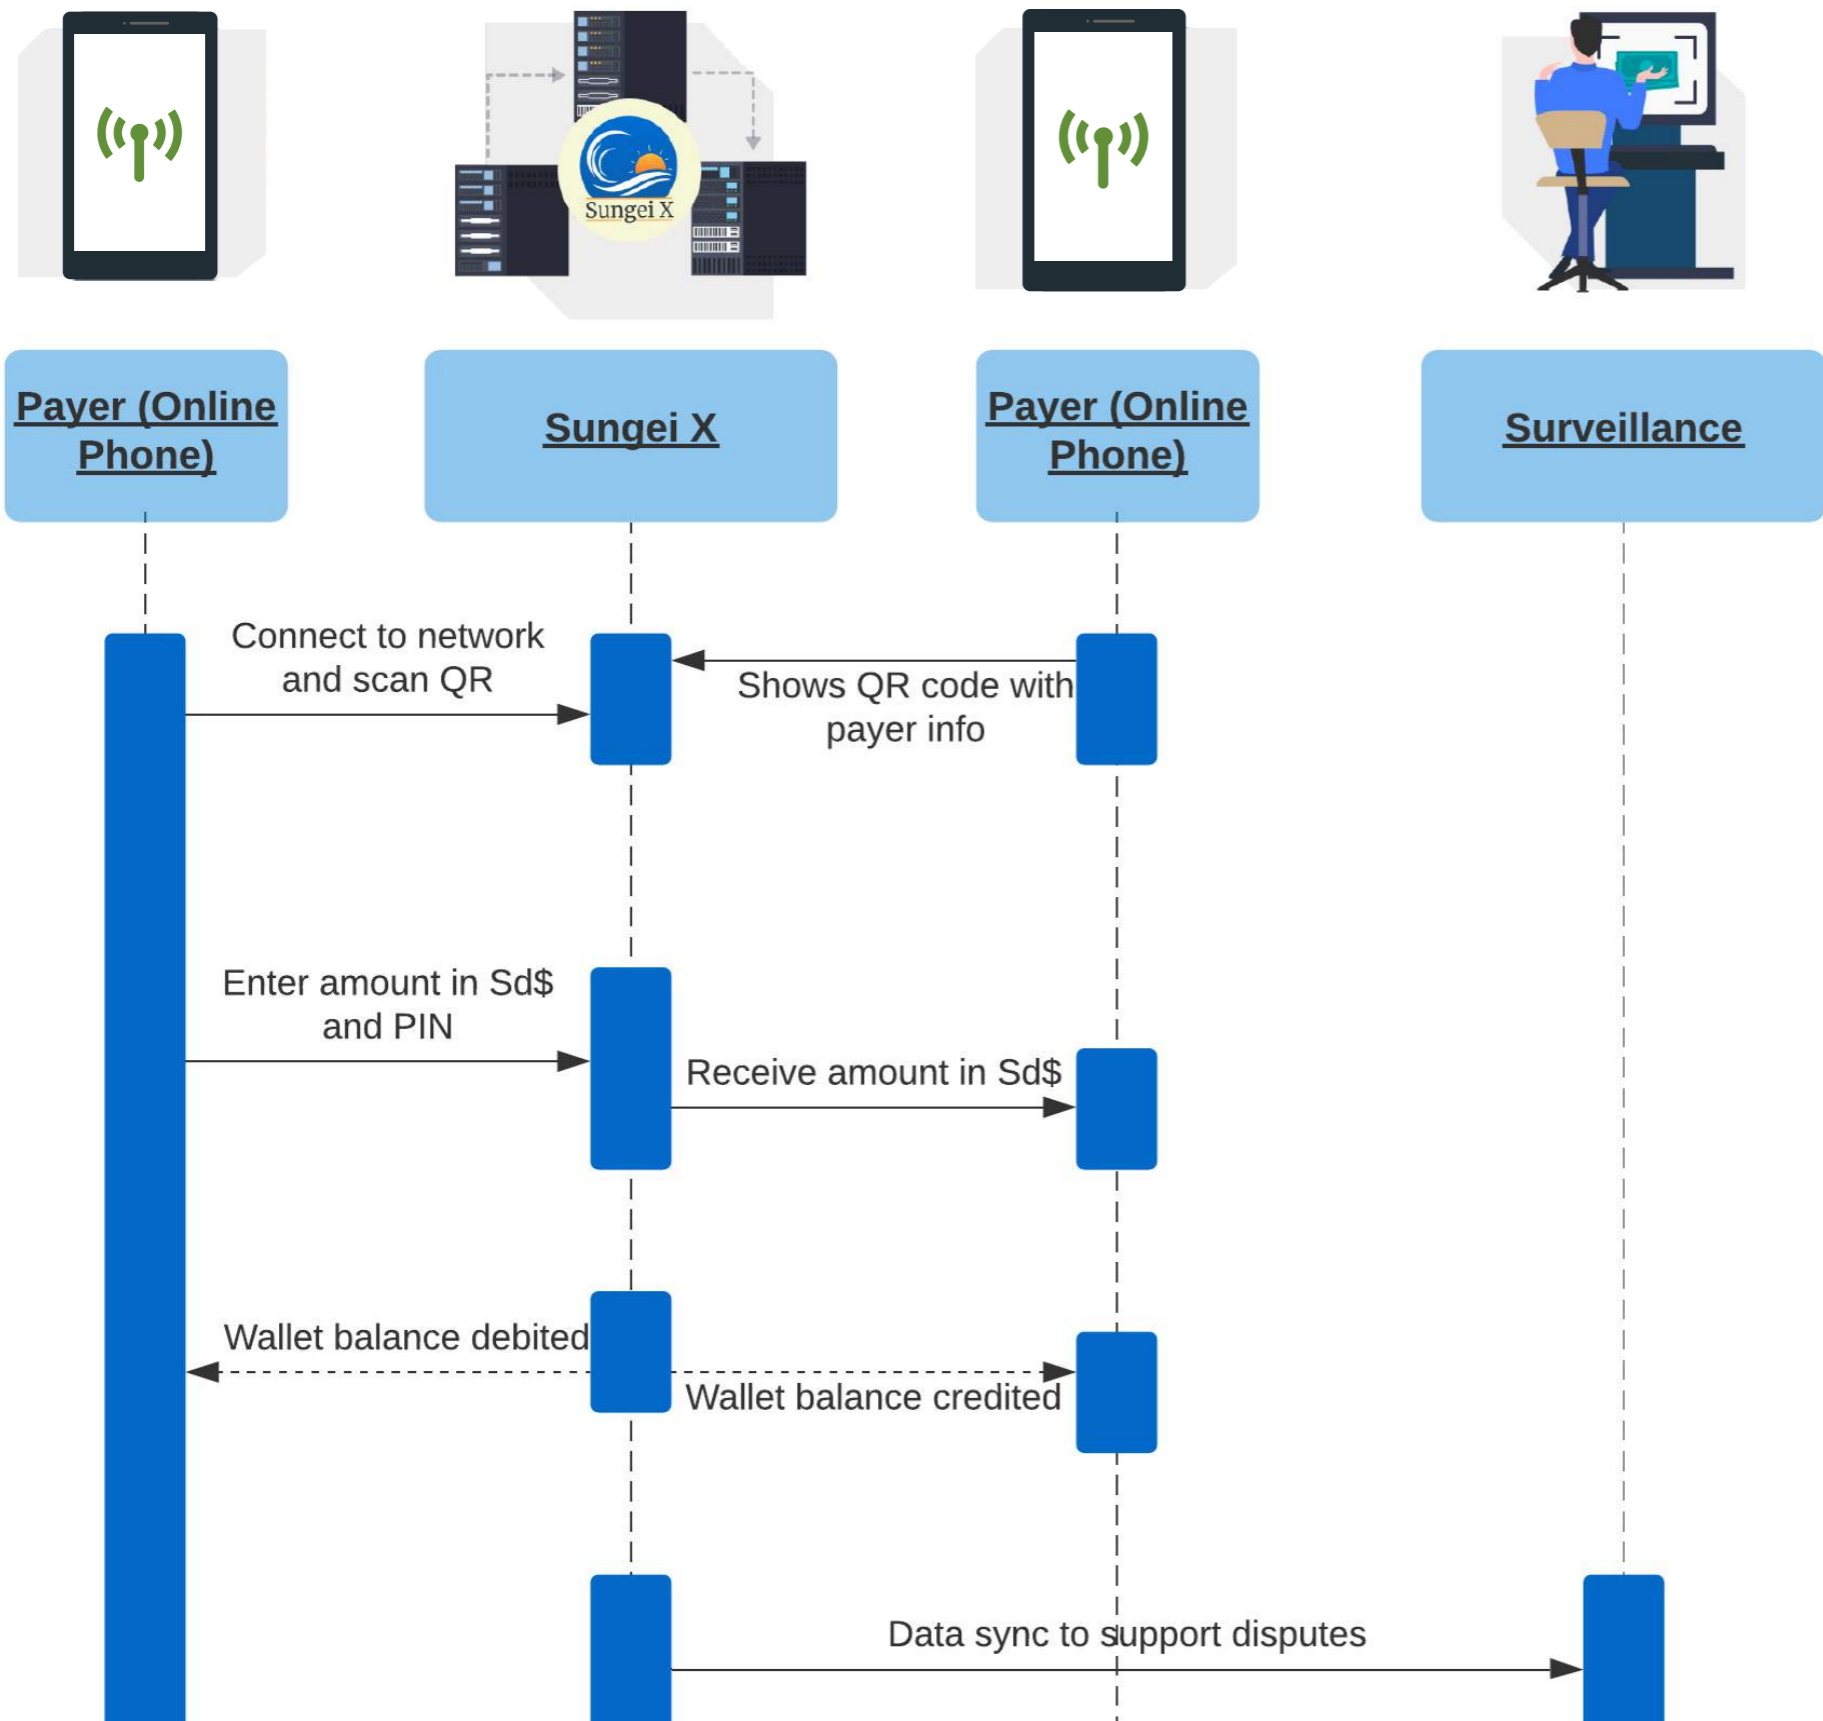 Sungei X
Payer (Online
Phone)
Sungei X
Payer (Online
Phone)
Surveillance
Connect to network
and scan QR
Shows QR code with
payer info
Enter amount in Sd$
and PIN
Receive amount in Sd$
Wallet balance debited
Wallet balance credited
Data sync to support disputes